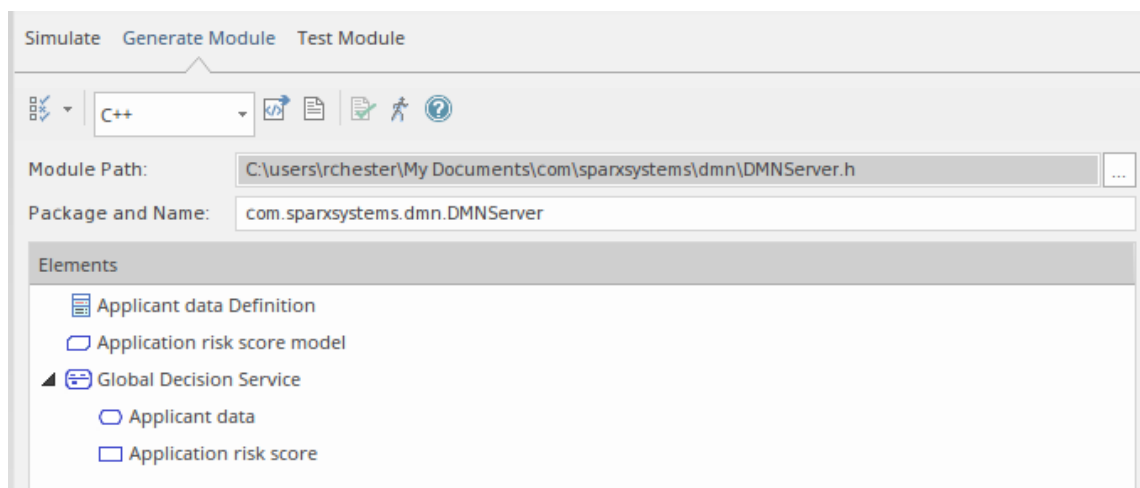 Simulate Generate Module Test Module
C++
Module Path: C:\users\rchester\My Documents\com\sparxsystems\dmn\DMNServer.h ...
Package and Name: com.sparxsystems.dmn.DMNServer
Elements
Applicant data Definition
Application risk score model
Global Decision Service
Applicant data
Application risk score